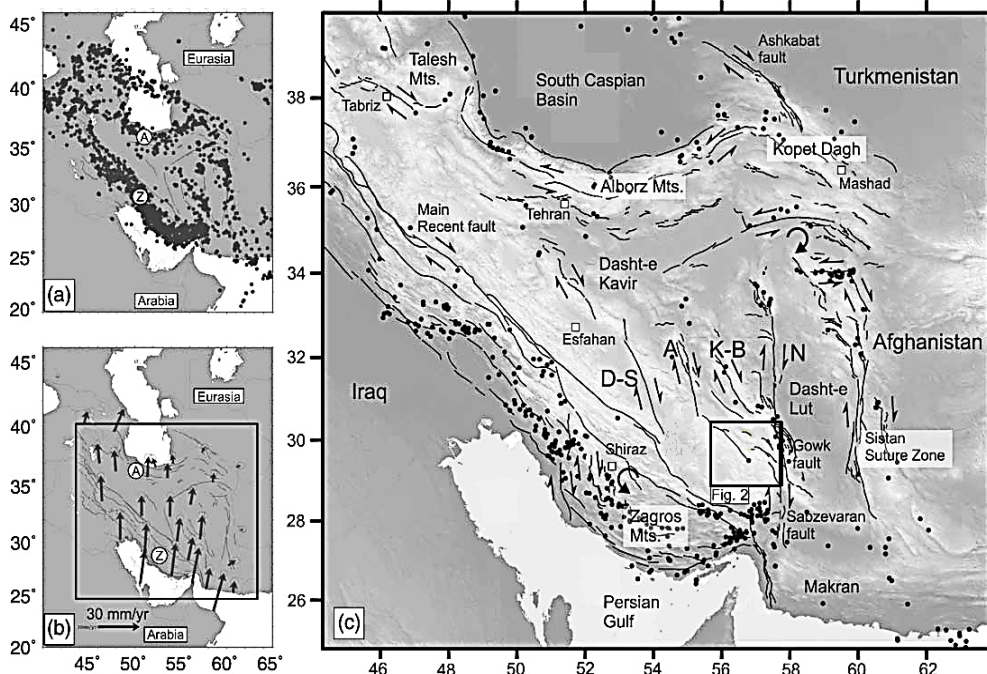 45°
40°
35°
30°
25°
20°
Eurasia
A
Z
Arabia
(a)
45°
40°
35°
30°
25°
20°
Eurasia
A
Z
30 mm/yr
Arabia
(b)
45° 50° 55° 60° 65°
38
36
34
32
30
28
26
46 48 50 52 54 56 58 60 62
Talesh
Mts.
Tabriz
South Caspian
Basin
Ashkabat
fault
Turkmenistan
Kopet Dagh
Mashad
Alborz Mts.
Tehran
Main
Recent fault
Dasht-e
Kavir
Esfahan
Iraq
D-S
A
K-B
N
Dasht-e
Lut
Afghanistan
Shiraz
Fig. 2
Gowk
fault
Sistan
Suture Zone
Zagros
Mts.
Sabzevaran
fault
Makran
Persian
Gulf
(c)